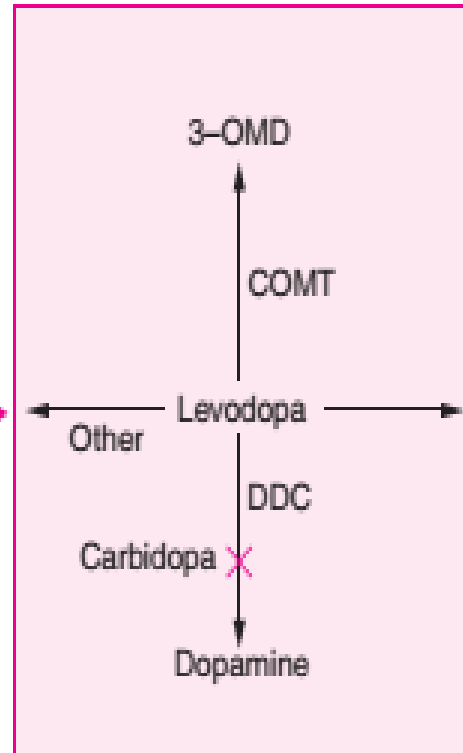 3–OMD
COMT
Levodopa
Other
DDC
Carbidopa
Dopamine